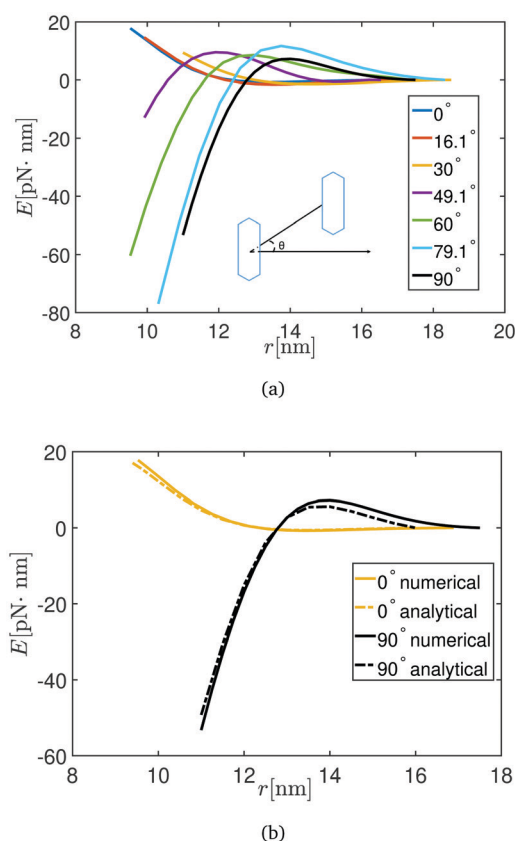 20
0
-20
-40
-60
-80
E[pN· nm]
0°
16.1°
30°
49.1°
60°
79.1°
90°
θ
8 10 12 14 16 18 20
r[nm]
(a)
20
0
-20
-40
-60
E[pN· nm]
0° numerical
0° analytical
90° numerical
90° analytical
8 10 12 14 16 18
r[nm]
(b)